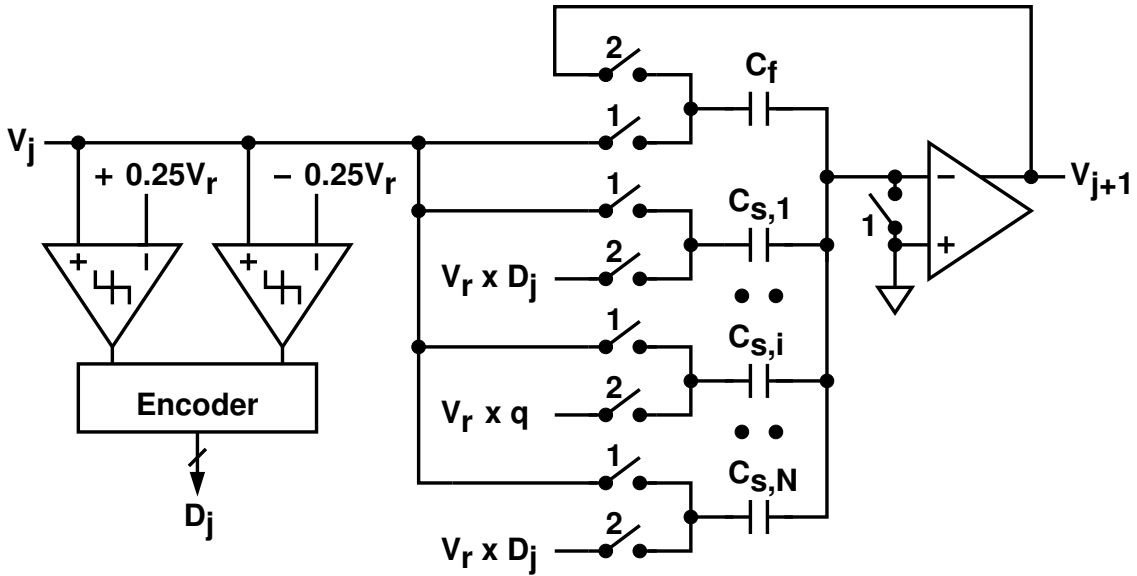 2
C_f
1
V_j
+ 0.25V_r
− 0.25V_r
1
C_s,1
−
V_j+1
+ − + −
1
+
2
V_r x D_j
1
C_s,i
Encoder
2
V_r x q
1
C_s,N
D_j
2
V_r x D_j